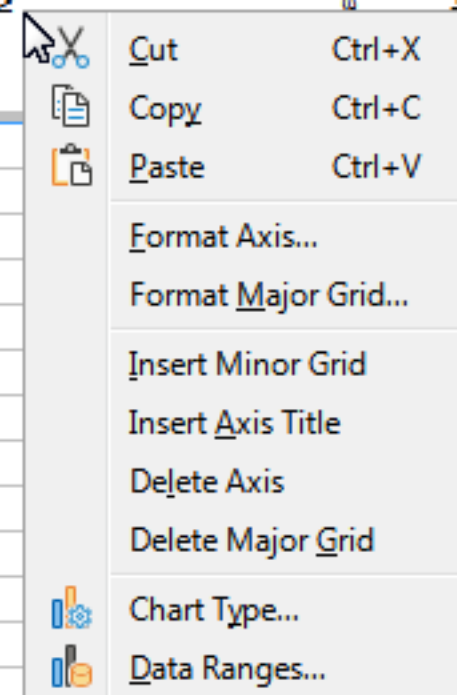 Cut Ctrl+X
Copy Ctrl+C
Paste Ctrl+V
Format Axis...
Format Major Grid...
Insert Minor Grid
Insert Axis Title
Delete Axis
Delete Major Grid
Chart Type...
Data Ranges...